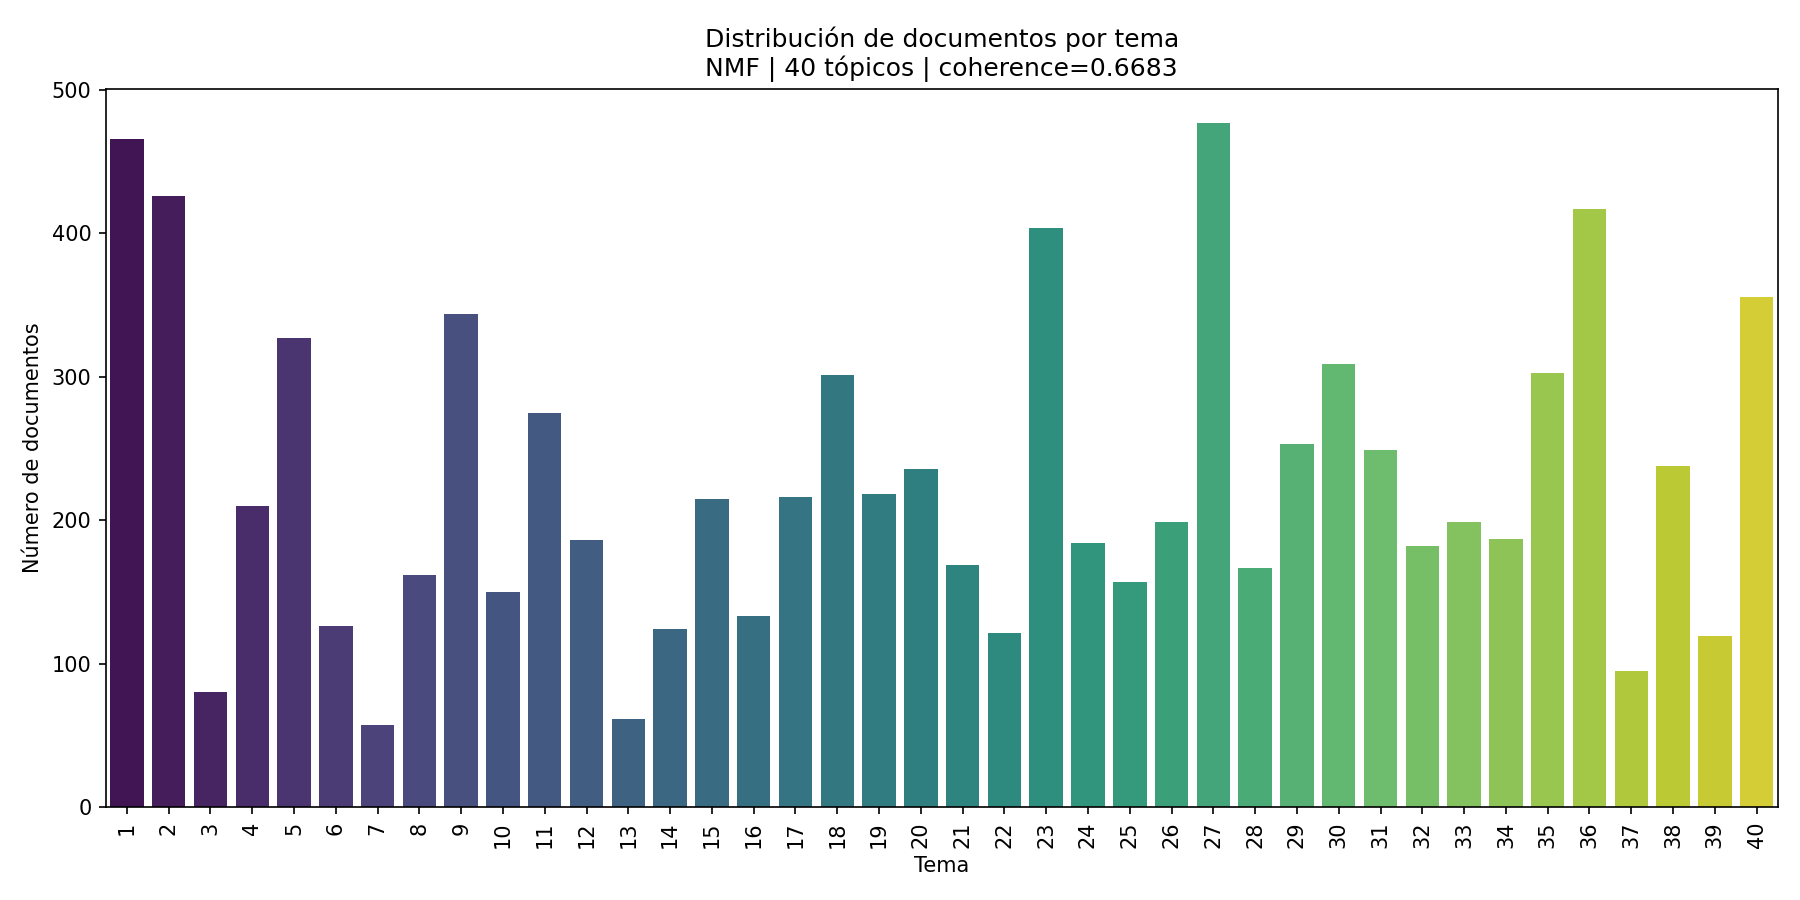 Distribución de documentos por tema
NMF | 40 tópicos | coherence=0.6683
Número de documentos
500
400
300
200
100
0
1 2 3 4 5 6 7 8 9 10 11 12 13 14 15 16 17 18 19 20 21 22 23 24 25 26 27 28 29 30 31 32 33 34 35 36 37 38 39 40
Tema